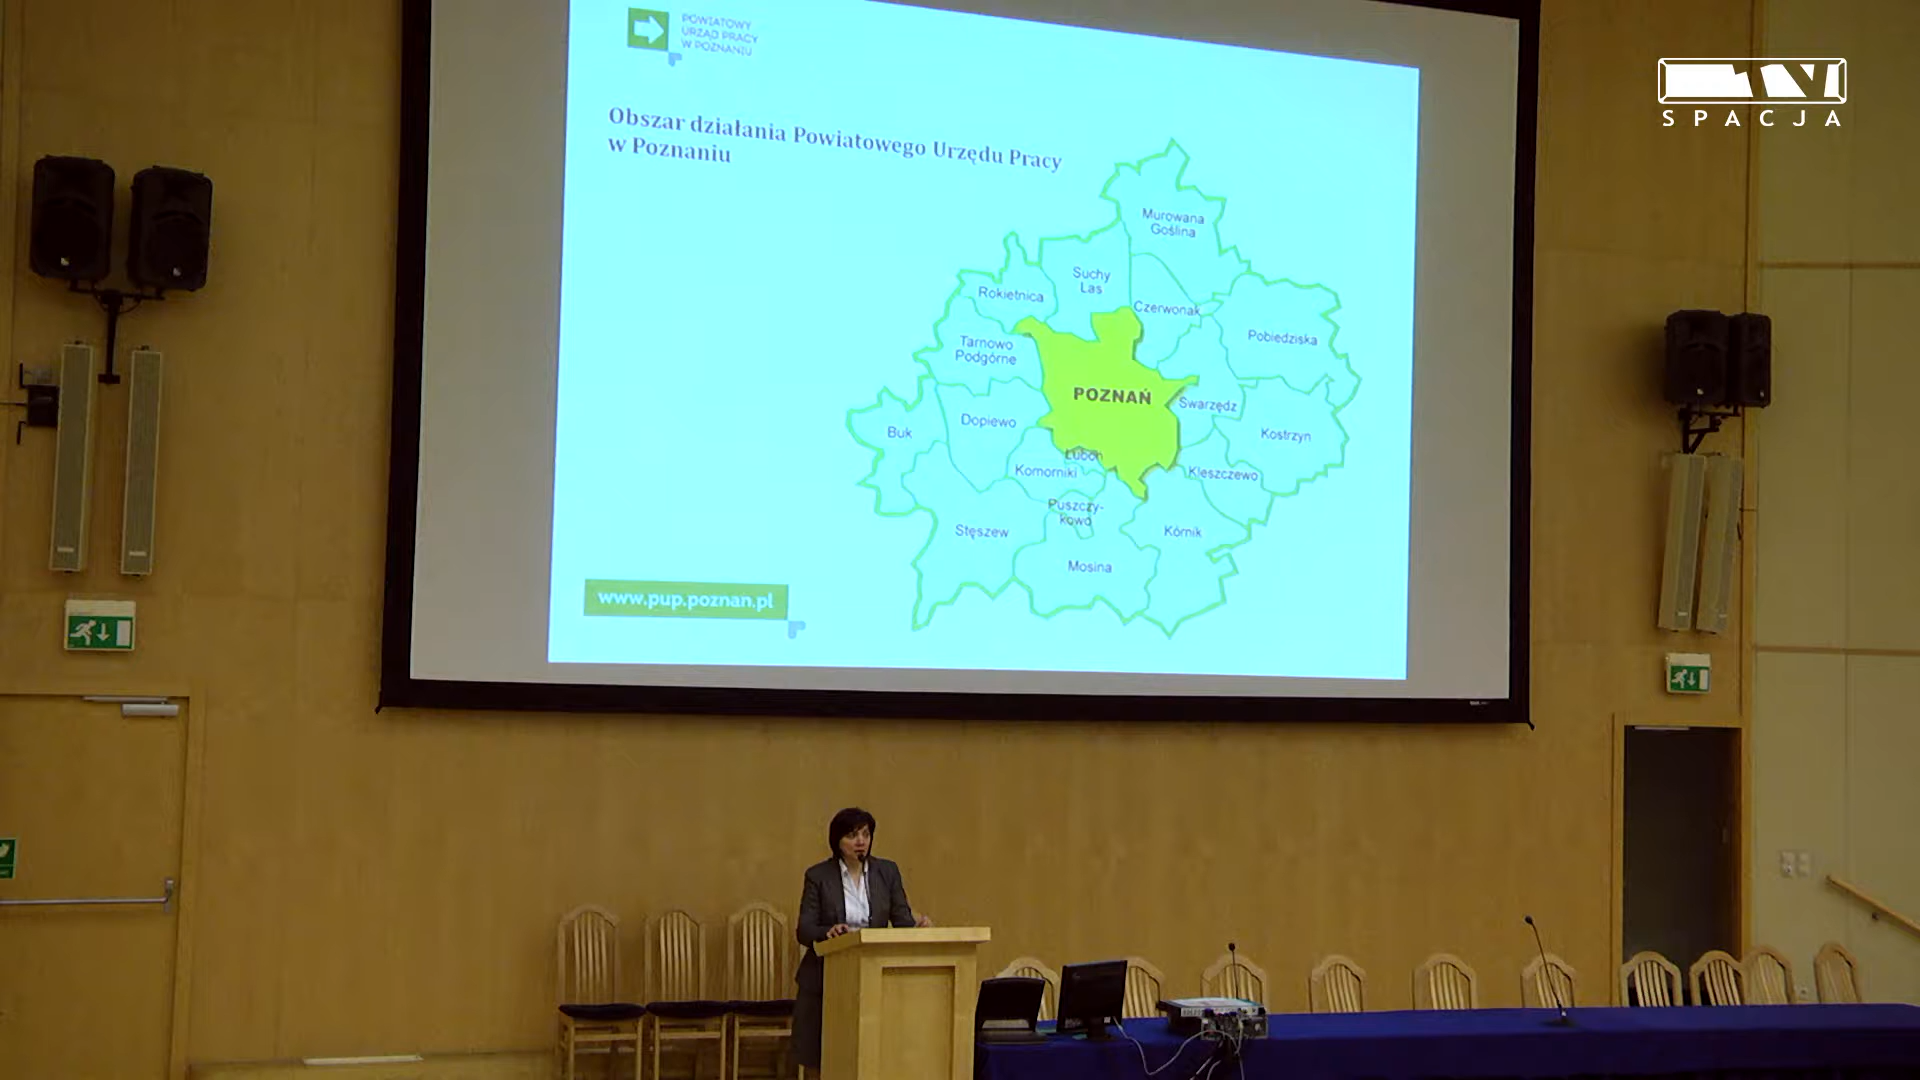 POWIATOWY
URZĄD PRACY
W POZNANIU
SPACJA
Obszar działania Powiatowego Urzędu Pracy
w Poznaniu
Murowana
Goślina
Suchy
Las
Rokietnica
Czerwonak
Pobiedziska
Tarnowo
Podgórne
POZNAŃ
Swarzędz
Buk
Dopiewo
Kostrzyn
Luboń
Komorniki
Kleszczewo
Puszczy-
kowo
Stęszew
Kórnik
Mosina
www.pup.poznan.pl